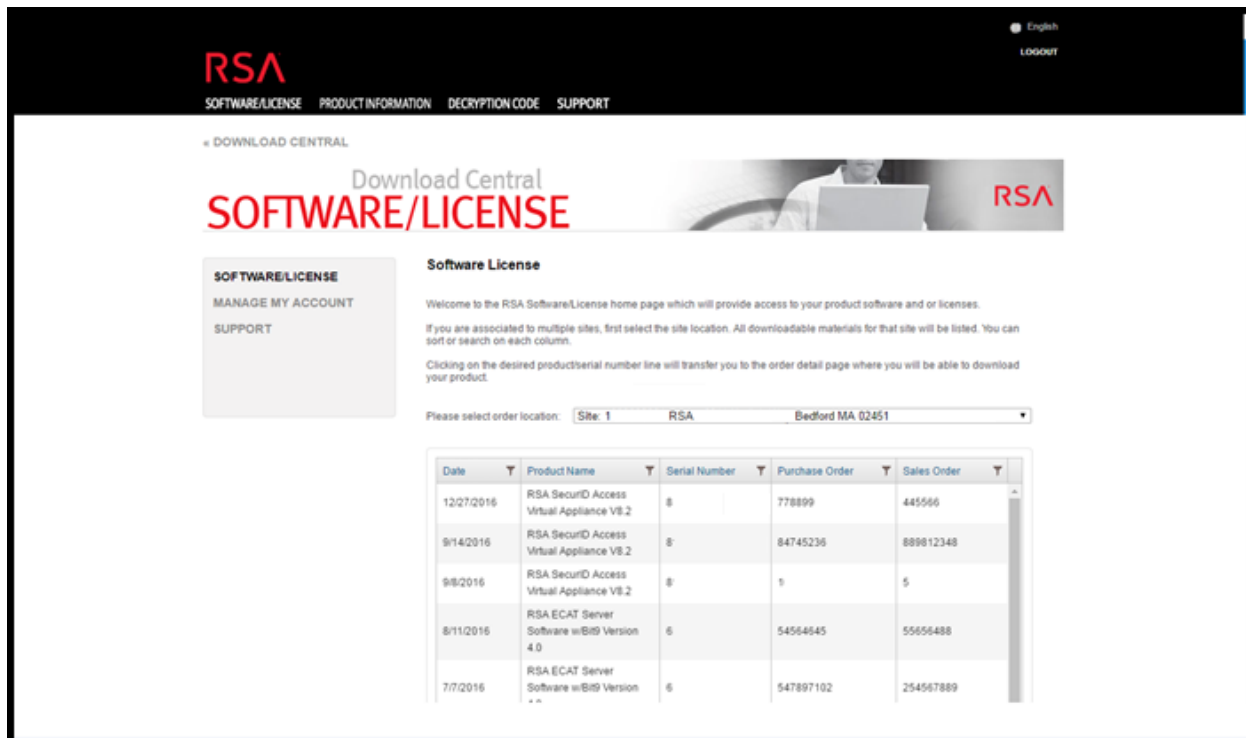 English
LOGOUT
RSA
SOFTWARE/LICENSE PRODUCT INFORMATION DECRYPTION CODE SUPPORT
« DOWNLOAD CENTRAL
Download Central
SOFTWARE/LICENSE
RSA
SOFTWARE/LICENSE
MANAGE MY ACCOUNT
SUPPORT
Software License
Welcome to the RSA Software/License home page which will provide access to your product software and or licenses.
If you are associated to multiple sites, first select the site location. All downloadable materials for that site will be listed. You can
sort or search on each column.
Clicking on the desired product/serial number line will transfer you to the order detail page where you will be able to download
your product.
Please select order location: Site: 1 RSA Bedford MA 02451
Date Product Name Serial Number Purchase Order Sales Order
12/27/2016 RSA SecurID Access Virtual Appliance V8.2 8 778899 445566
9/14/2016 RSA SecurID Access Virtual Appliance V8.2 8 84745236 889812348
9/8/2016 RSA SecurID Access Virtual Appliance V8.2 8 5
8/11/2016 RSA ECAT Server Software w/Bit9 Version 4.0 6 54564645 55656488
7/7/2016 RSA ECAT Server Software w/Bit9 Version 6 547897102 254567889